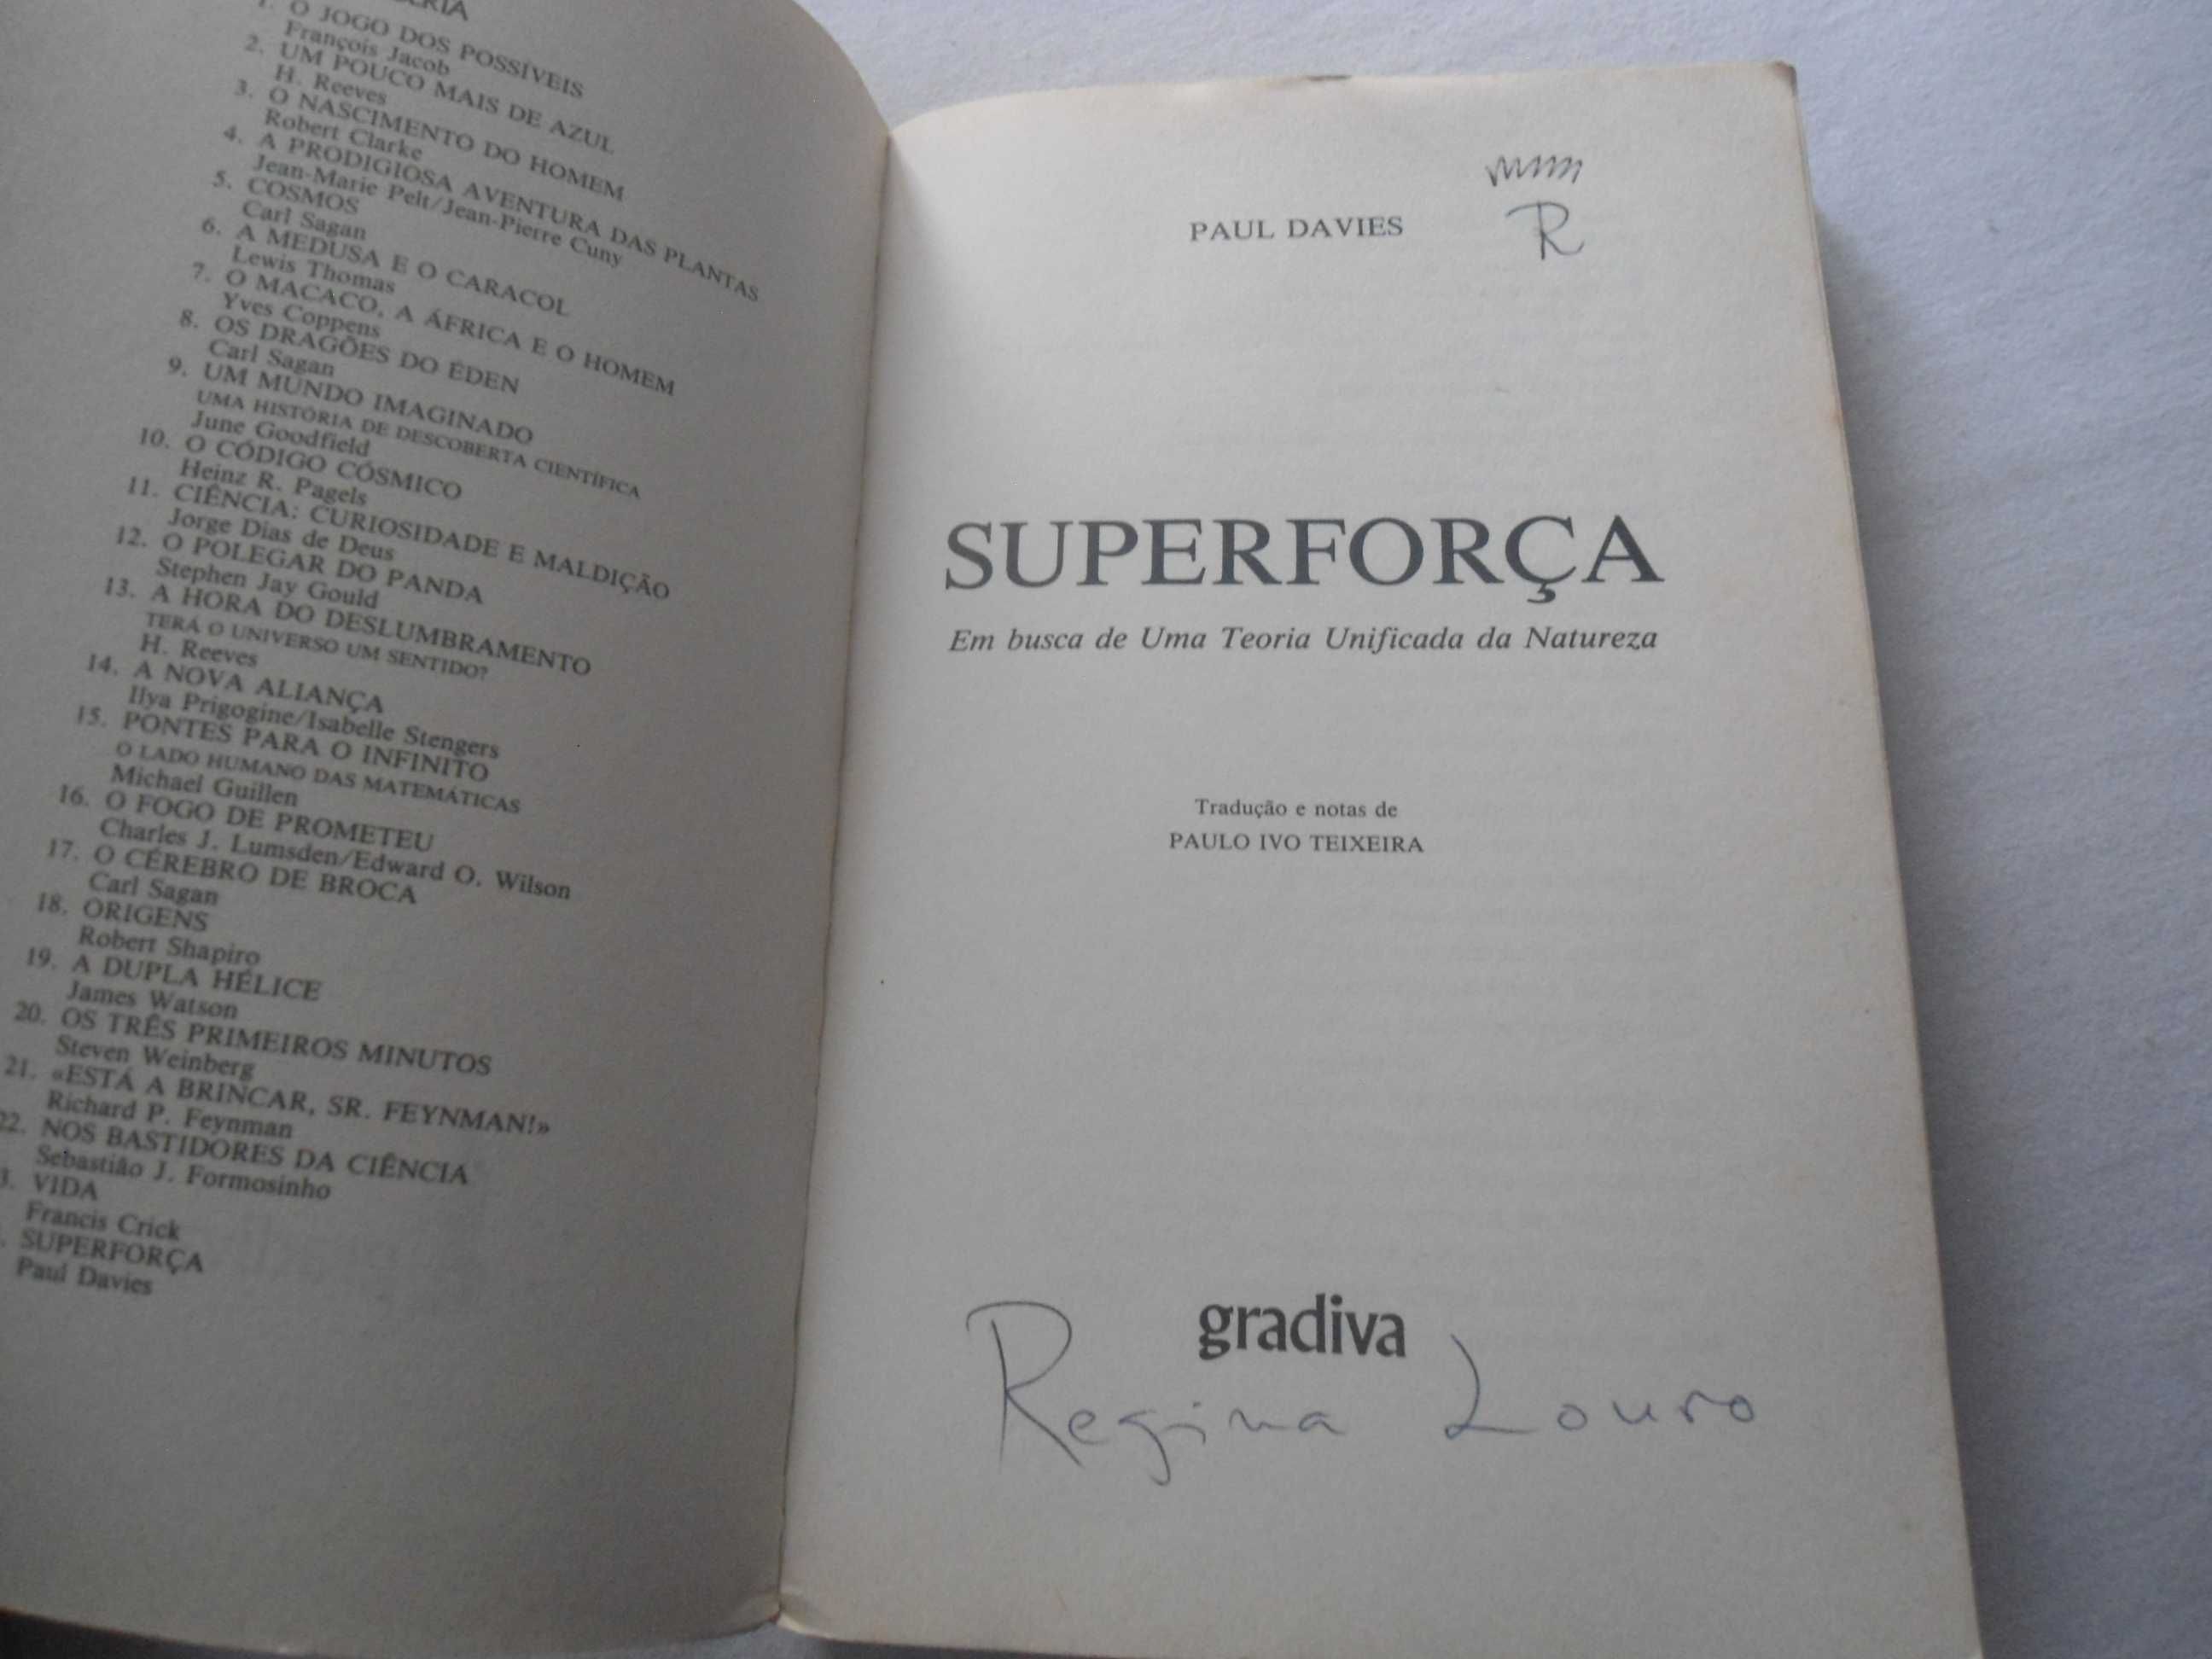 1. O JOGO DOS POSSÍVEIS
François Jacob
2. UM POUCO MAIS DE AZUL
H. Reeves
3. O NASCIMENTO DO HOMEM
Robert Clarke
4. A PRODIGIOSA AVENTURA DAS PLANTAS
Jean-Marie Pelt/Jean-Pierre Cuny
5. COSMOS
Carl Sagan
6. A MEDUSA E O CARACOL
Lewis Thomas
7. O MACACO, A ÁFRICA E O HOMEM
Yves Coppens
8. OS DRAGÕES DO ÉDEN
Carl Sagan
9. UM MUNDO IMAGINADO
UMA HISTÓRIA DE DESCOBERTA CIENTÍFICA
June Goodfield
10. O CÓDIGO CÓSMICO
Heinz R. Pagels
11. CIÊNCIA: CURIOSIDADE E MALDIÇÃO
Jorge Dias de Deus
12. O POLEGAR DO PANDA
Stephen Jay Gould
13. A HORA DO DESLUMBRAMENTO
TERÁ O UNIVERSO UM SENTIDO?
H. Reeves
14. A NOVA ALIANÇA
Ilya Prigogine/Isabelle Stengers
15. PONTES PARA O INFINITO
O LADO HUMANO DAS MATEMÁTICAS
Michael Guillen
16. O FOGO DE PROMETEU
Charles J. Lumsden/Edward O. Wilson
17. O CÉREBRO DE BROCA
Carl Sagan
18. ORIGENS
Robert Shapiro
19. A DUPLA HÉLICE
James Watson
20. OS TRÊS PRIMEIROS MINUTOS
Steven Weinberg
21. «ESTÁ A BRINCAR, SR. FEYNMAN!»
Richard P. Feynman
22. NOS BASTIDORES DA CIÊNCIA
Sebastião J. Formosinho
3. VIDA
Francis Crick
SUPERFORÇA
Paul Davies
R
PAUL DAVIES
SUPERFORÇA
Em busca de Uma Teoria Unificada da Natureza
Tradução e notas de
PAULO IVO TEIXEIRA
gradiva
Regina Louro